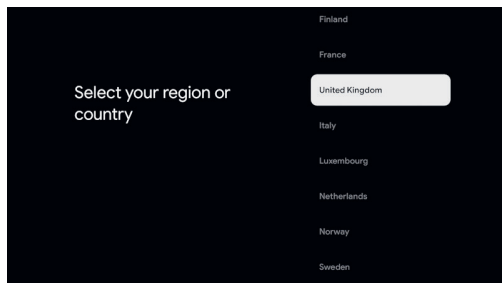 Select your region or
country
Finland
France
United Kingdom
Italy
Luxembourg
Netherlands
Norway
Sweden